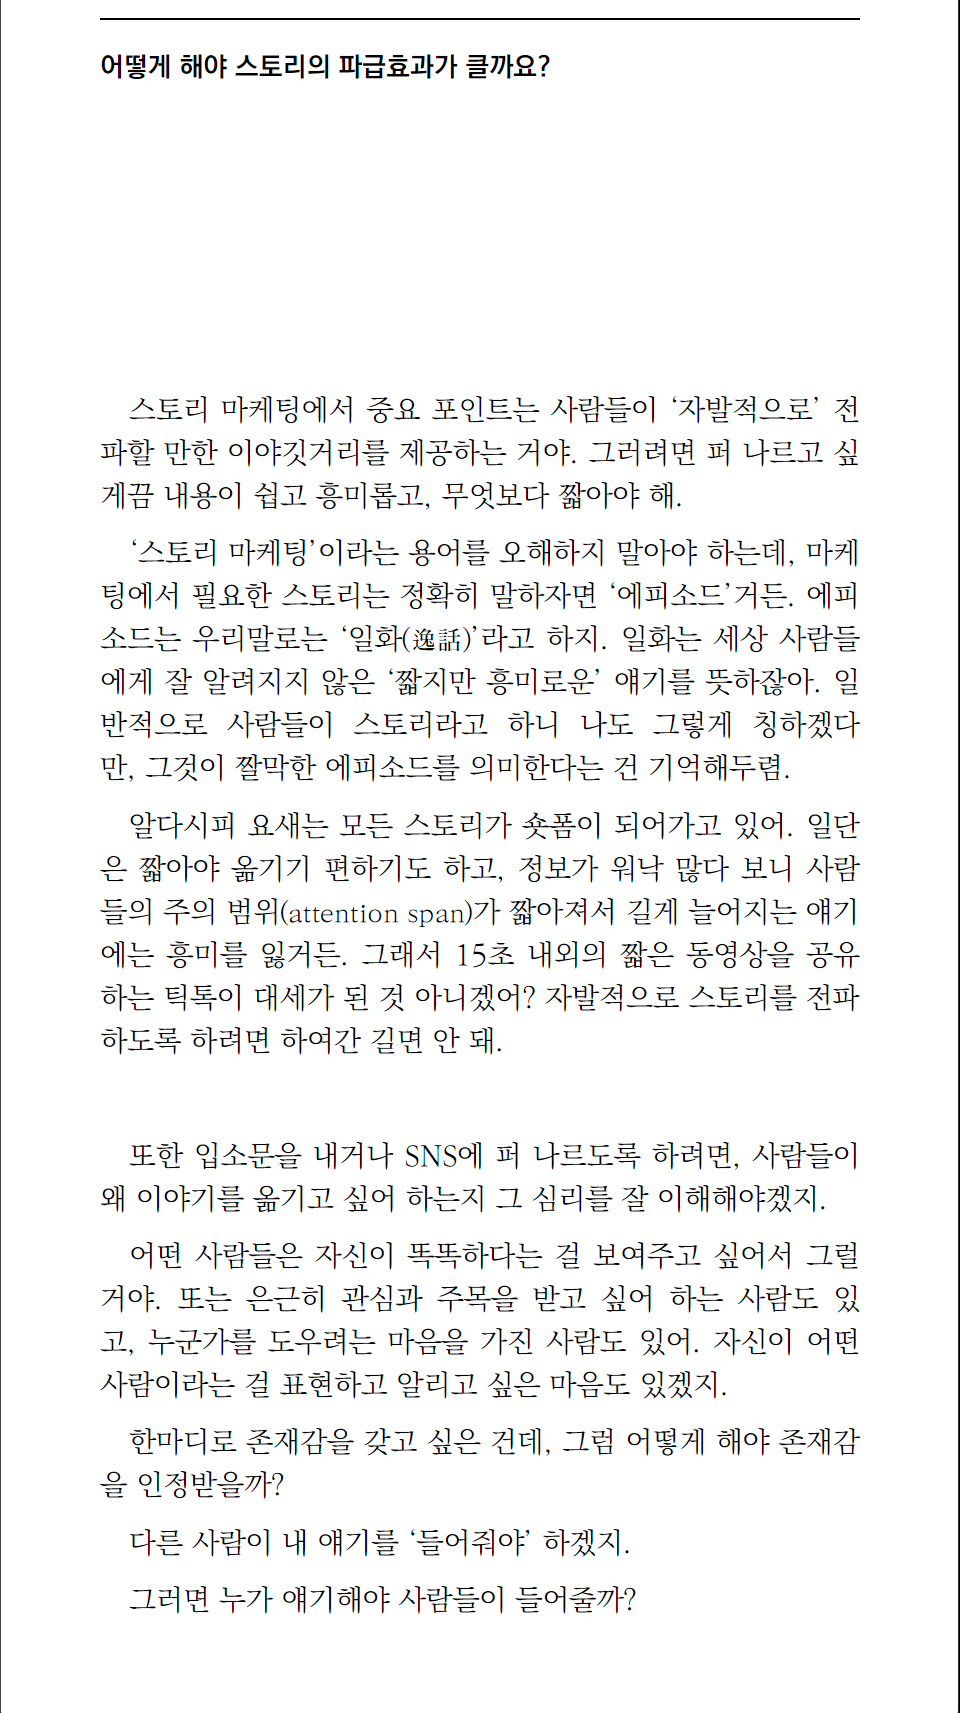 어떻게 해야 스토리의 파급효과가 클까요?
스토리 마케팅에서 중요 포인트는 사람들이 ‘자발적으로’ 전
파할 만한 이야깃거리를 제공하는 거야. 그러려면 퍼 나르고 싶
게끔 내용이 쉽고 흥미롭고, 무엇보다 짧아야 해.
‘스토리 마케팅’이라는 용어를 오해하지 말아야 하는데, 마케
팅에서 필요한 스토리는 정확히 말하자면 ‘에피소드’거든. 에피
소드는 우리말로는 ‘일화(逸話)’라고 하지. 일화는 세상 사람들
에게 잘 알려지지 않은 ‘짧지만 흥미로운’ 얘기를 뜻하잖아. 일
반적으로 사람들이 스토리라고 하니 나도 그렇게 칭하겠다
만, 그것이 짤막한 에피소드를 의미한다는 건 기억해두렴.
알다시피 요새는 모든 스토리가 숏폼이 되어가고 있어. 일단
은 짧아야 옮기기 편하기도 하고, 정보가 워낙 많다 보니 사람
들의 주의 범위(attention span)가 짧아져서 길게 늘어지는 얘기
에는 흥미를 잃거든. 그래서 15초 내외의 짧은 동영상을 공유
하는 틱톡이 대세가 된 것 아니겠어? 자발적으로 스토리를 전파
하도록 하려면 하여간 길면 안 돼.
또한 입소문을 내거나 SNS에 퍼 나르도록 하려면, 사람들이
왜 이야기를 옮기고 싶어 하는지 그 심리를 잘 이해해야겠지.
어떤 사람들은 자신이 똑똑하다는 걸 보여주고 싶어서 그럴
거야. 또는 은근히 관심과 주목을 받고 싶어 하는 사람도 있
고, 누군가를 도우려는 마음을 가진 사람도 있어. 자신이 어떤
사람이라는 걸 표현하고 알리고 싶은 마음도 있겠지.
한마디로 존재감을 갖고 싶은 건데, 그럼 어떻게 해야 존재감
을 인정받을까?
다른 사람이 내 얘기를 ‘들어줘야’ 하겠지.
그러면 누가 얘기해야 사람들이 들어줄까?